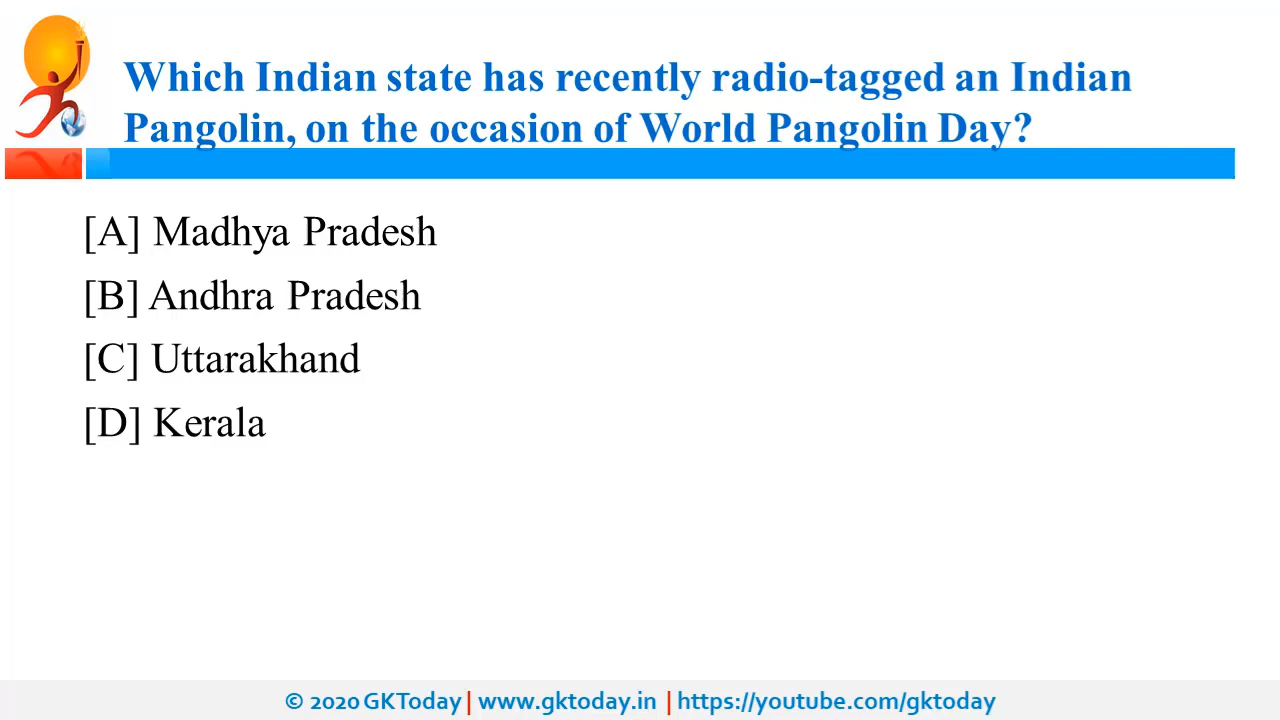 Which Indian state has recently radio-tagged an Indian
Pangolin, on the occasion of World Pangolin Day?
[A] Madhya Pradesh
[B] Andhra Pradesh
[C] Uttarakhand
[D] Kerala
© 2020 GKToday | www.gktoday.in | https://youtube.com/gktoday